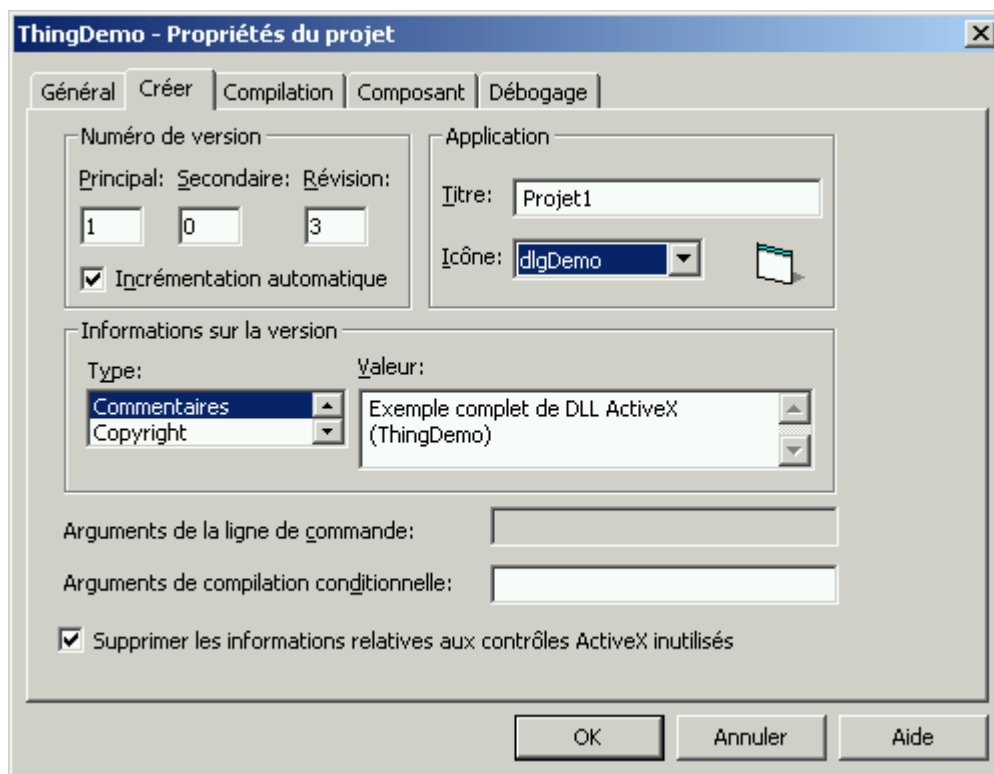 ThingDemo - Propriétés du projet
Général Créer Compilation Composant Débogage
Numéro de version
Principal: Secondaire: Révision:
1 0 3
Incrémentation automatique
Application
Titre: Projet1
Icône: dlgDemo
Informations sur la version
Type:
Commentaires
Copyright
Valeur:
Exemple complet de DLL ActiveX
(ThingDemo)
Arguments de la ligne de commande:
Arguments de compilation conditionnelle:
Supprimer les informations relatives aux contrôles ActiveX inutilisés
OK Annuler Aide